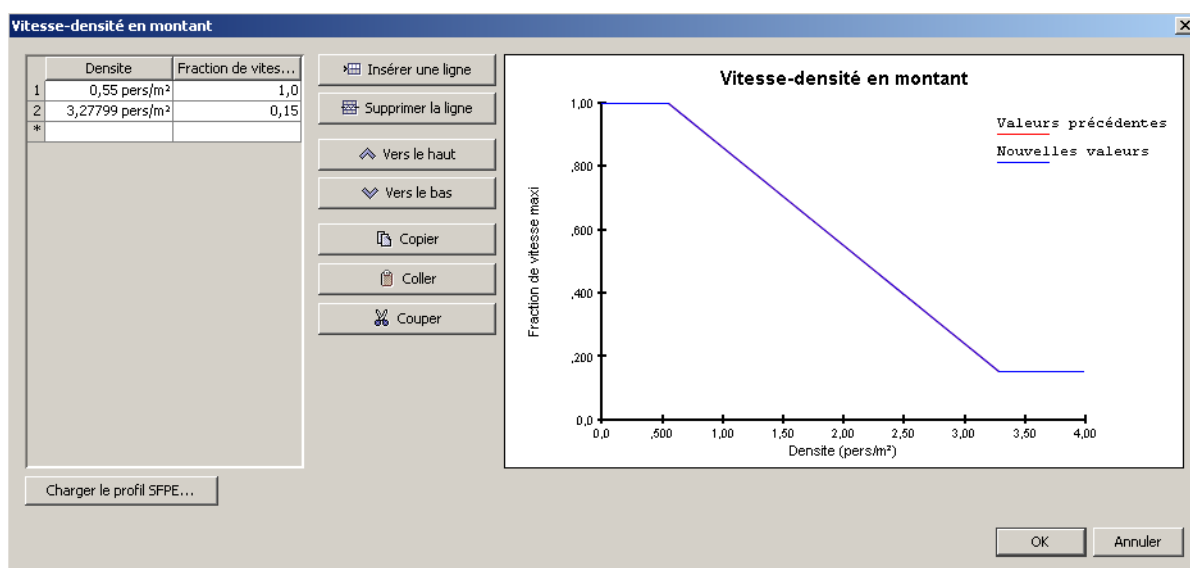 Vitesse-densité en montant
Densite Fraction de vites...
1 0,55 pers/m² 1,0
2 3,27799 pers/m² 0,15
*
Insérer une ligne
Supprimer la ligne
Vers le haut
Vers le bas
Copier
Coller
Couper
Charger le profil SFPE...
Vitesse-densité en montant
Valeurs précédentes
Nouvelles valeurs
Fraction de vitesse maxi
1,00
,800
,600
,400
,200
0,0
0,0 ,500 1,00 1,50 2,00 2,50 3,00 3,50 4,00
Densite (pers/m²)
OK Annuler